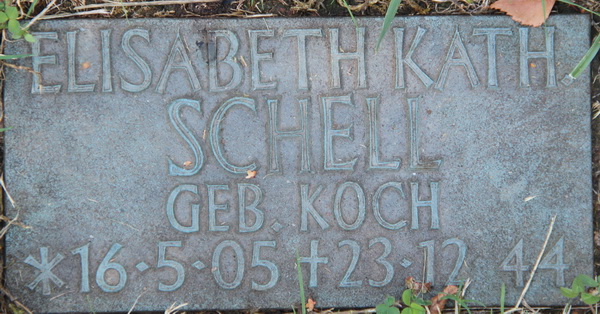 ELISABETH KATH.
SCHELL
GEB. KOCH
*16·5·05 ✝ 23·12·44